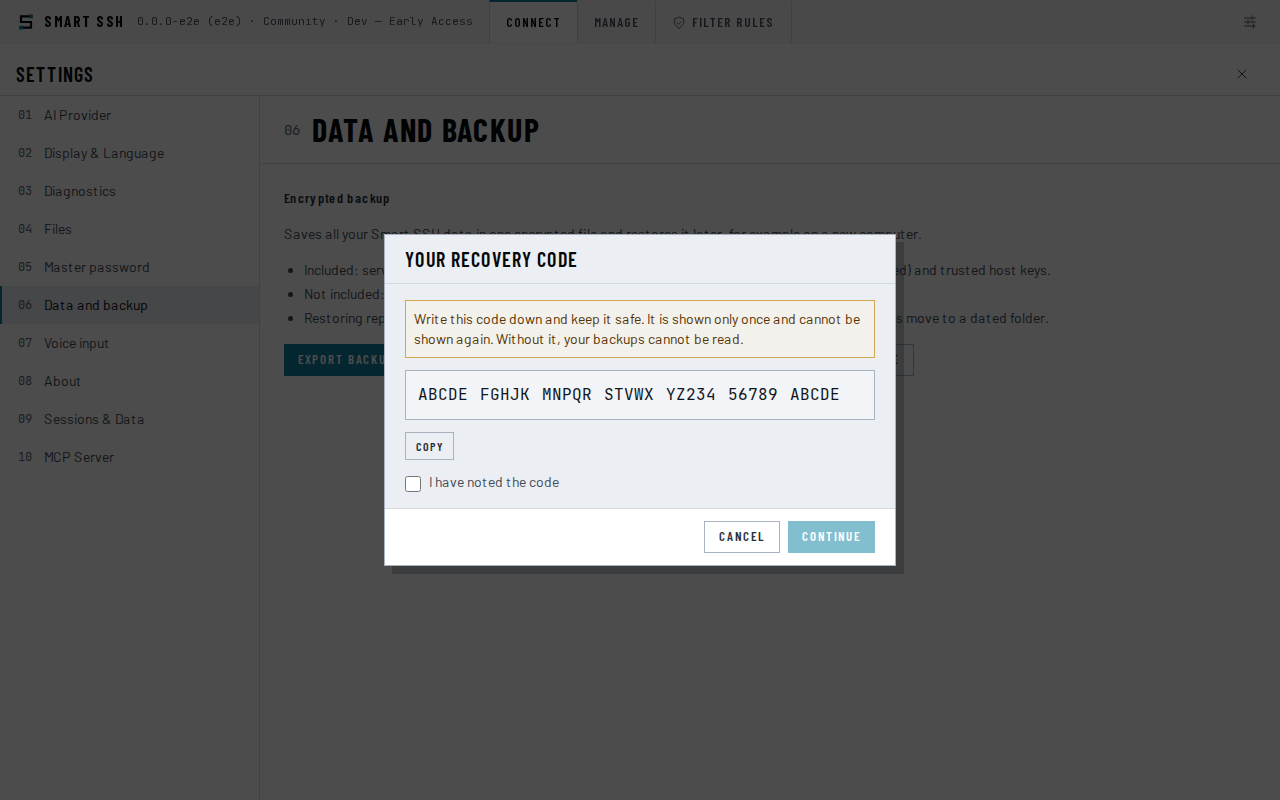 SMART SSH 0.0.0-e2e (e2e) · Community · Dev — Early Access CONNECT MANAGE FILTER RULES
SETTINGS
01 AI Provider
02 Display & Language
03 Diagnostics
04 Files
05 Master password
06 Data and backup
07 Voice input
08 About
09 Sessions & Data
10 MCP Server
06 DATA AND BACKUP
Encrypted backup
Saves all your Smart SSH data in one encrypted file and restores it later, for example on a new computer.
Included: ser
ed) and trusted host keys.
Not included:
Restoring rep
s move to a dated folder.
EXPORT BACKU
YOUR RECOVERY CODE
Write this code down and keep it safe. It is shown only once and cannot be
shown again. Without it, your backups cannot be read.
ABCDE FGHJK MNPQR STVWX YZ234 56789 ABCDE
COPY
I have noted the code
CANCEL CONTINUE